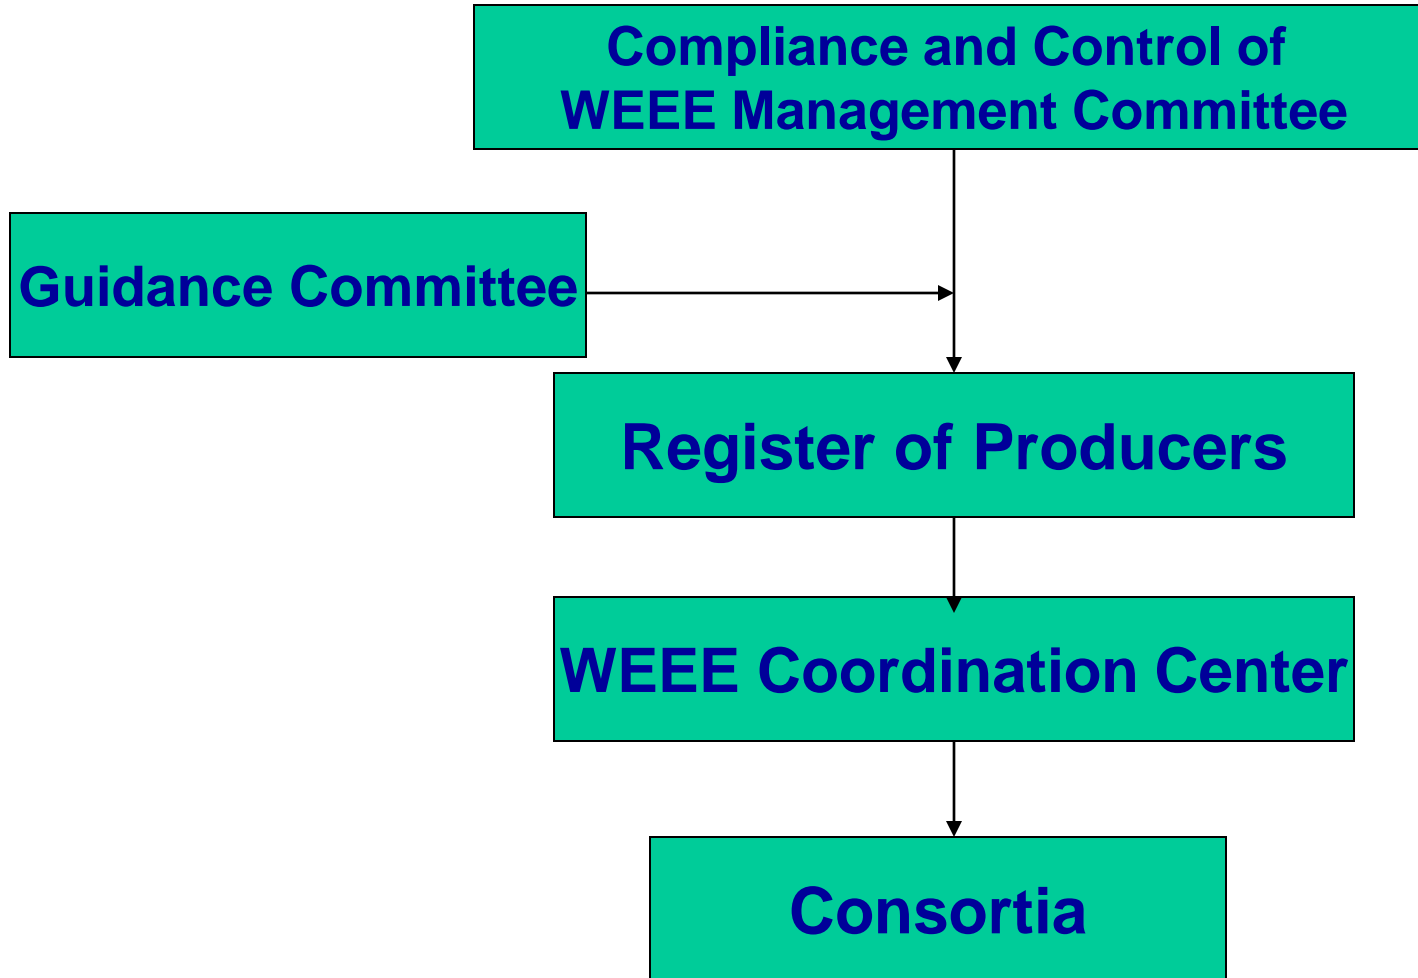 Compliance and Control of
WEEE Management Committee
Guidance Committee
Register of Producers
WEEE Coordination Center
Consortia